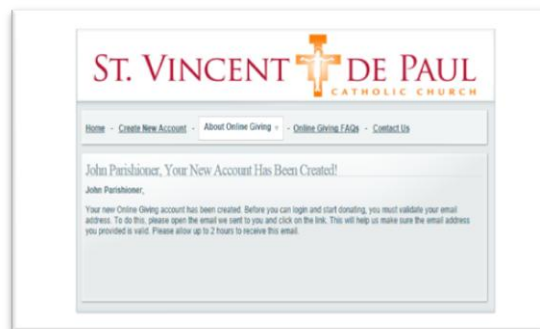 ST. VINCENT DE PAUL
CATHOLIC CHURCH
Home - Create New Account - About Online Giving - Online Giving FAQs - Contact Us
John Parishioner, Your New Account Has Been Created!
John Parishioner,
Your new Online Giving account has been created. Before you can login and start donating, you must validate your email
address. To do this, please open the email we sent to you and click on the link. This will help us make sure the email address
you provided is valid. Please allow up to 2 hours to receive this email.